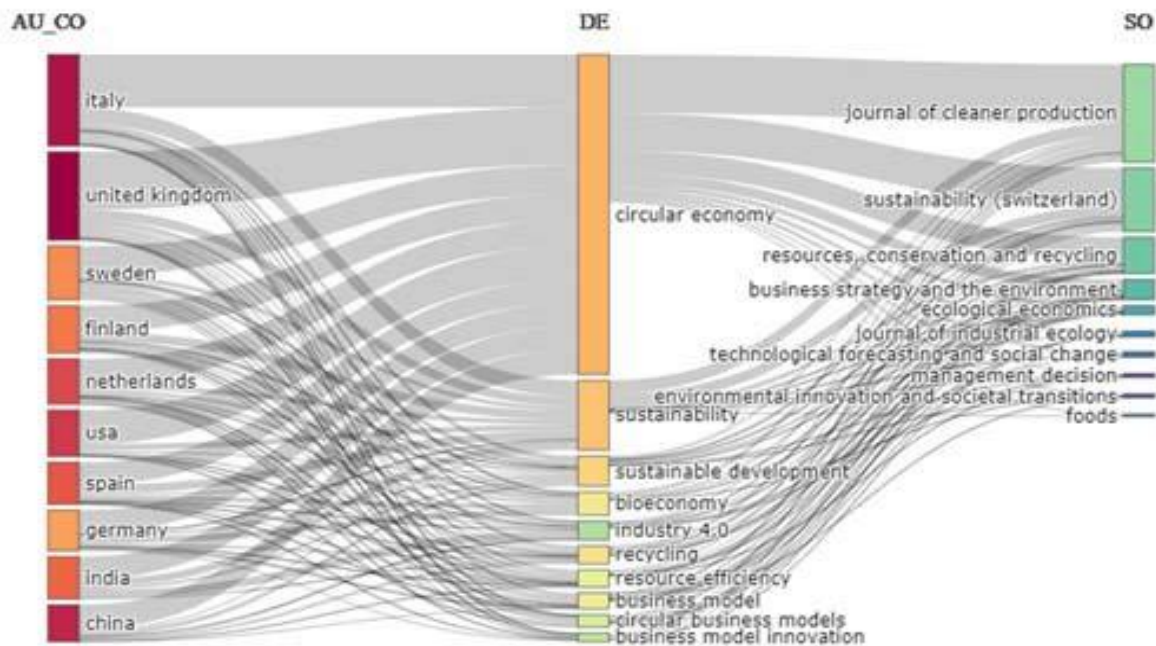 AU_CO
DE
SO
italy
united kingdom
sweden
finland
netherlands
usa
spain
germany
india
china
circular economy
sustainability
sustainable development
bioeconomy
industry 4.0
recycling
resource efficiency
business model
circular business models
business model innovation
journal of cleaner production
sustainability (switzerland)
resources, conservation and recycling
business strategy and the environment
ecological economics
journal of industrial ecology
technological forecasting and social change
management decision
environmental innovation and societal transitions
foods